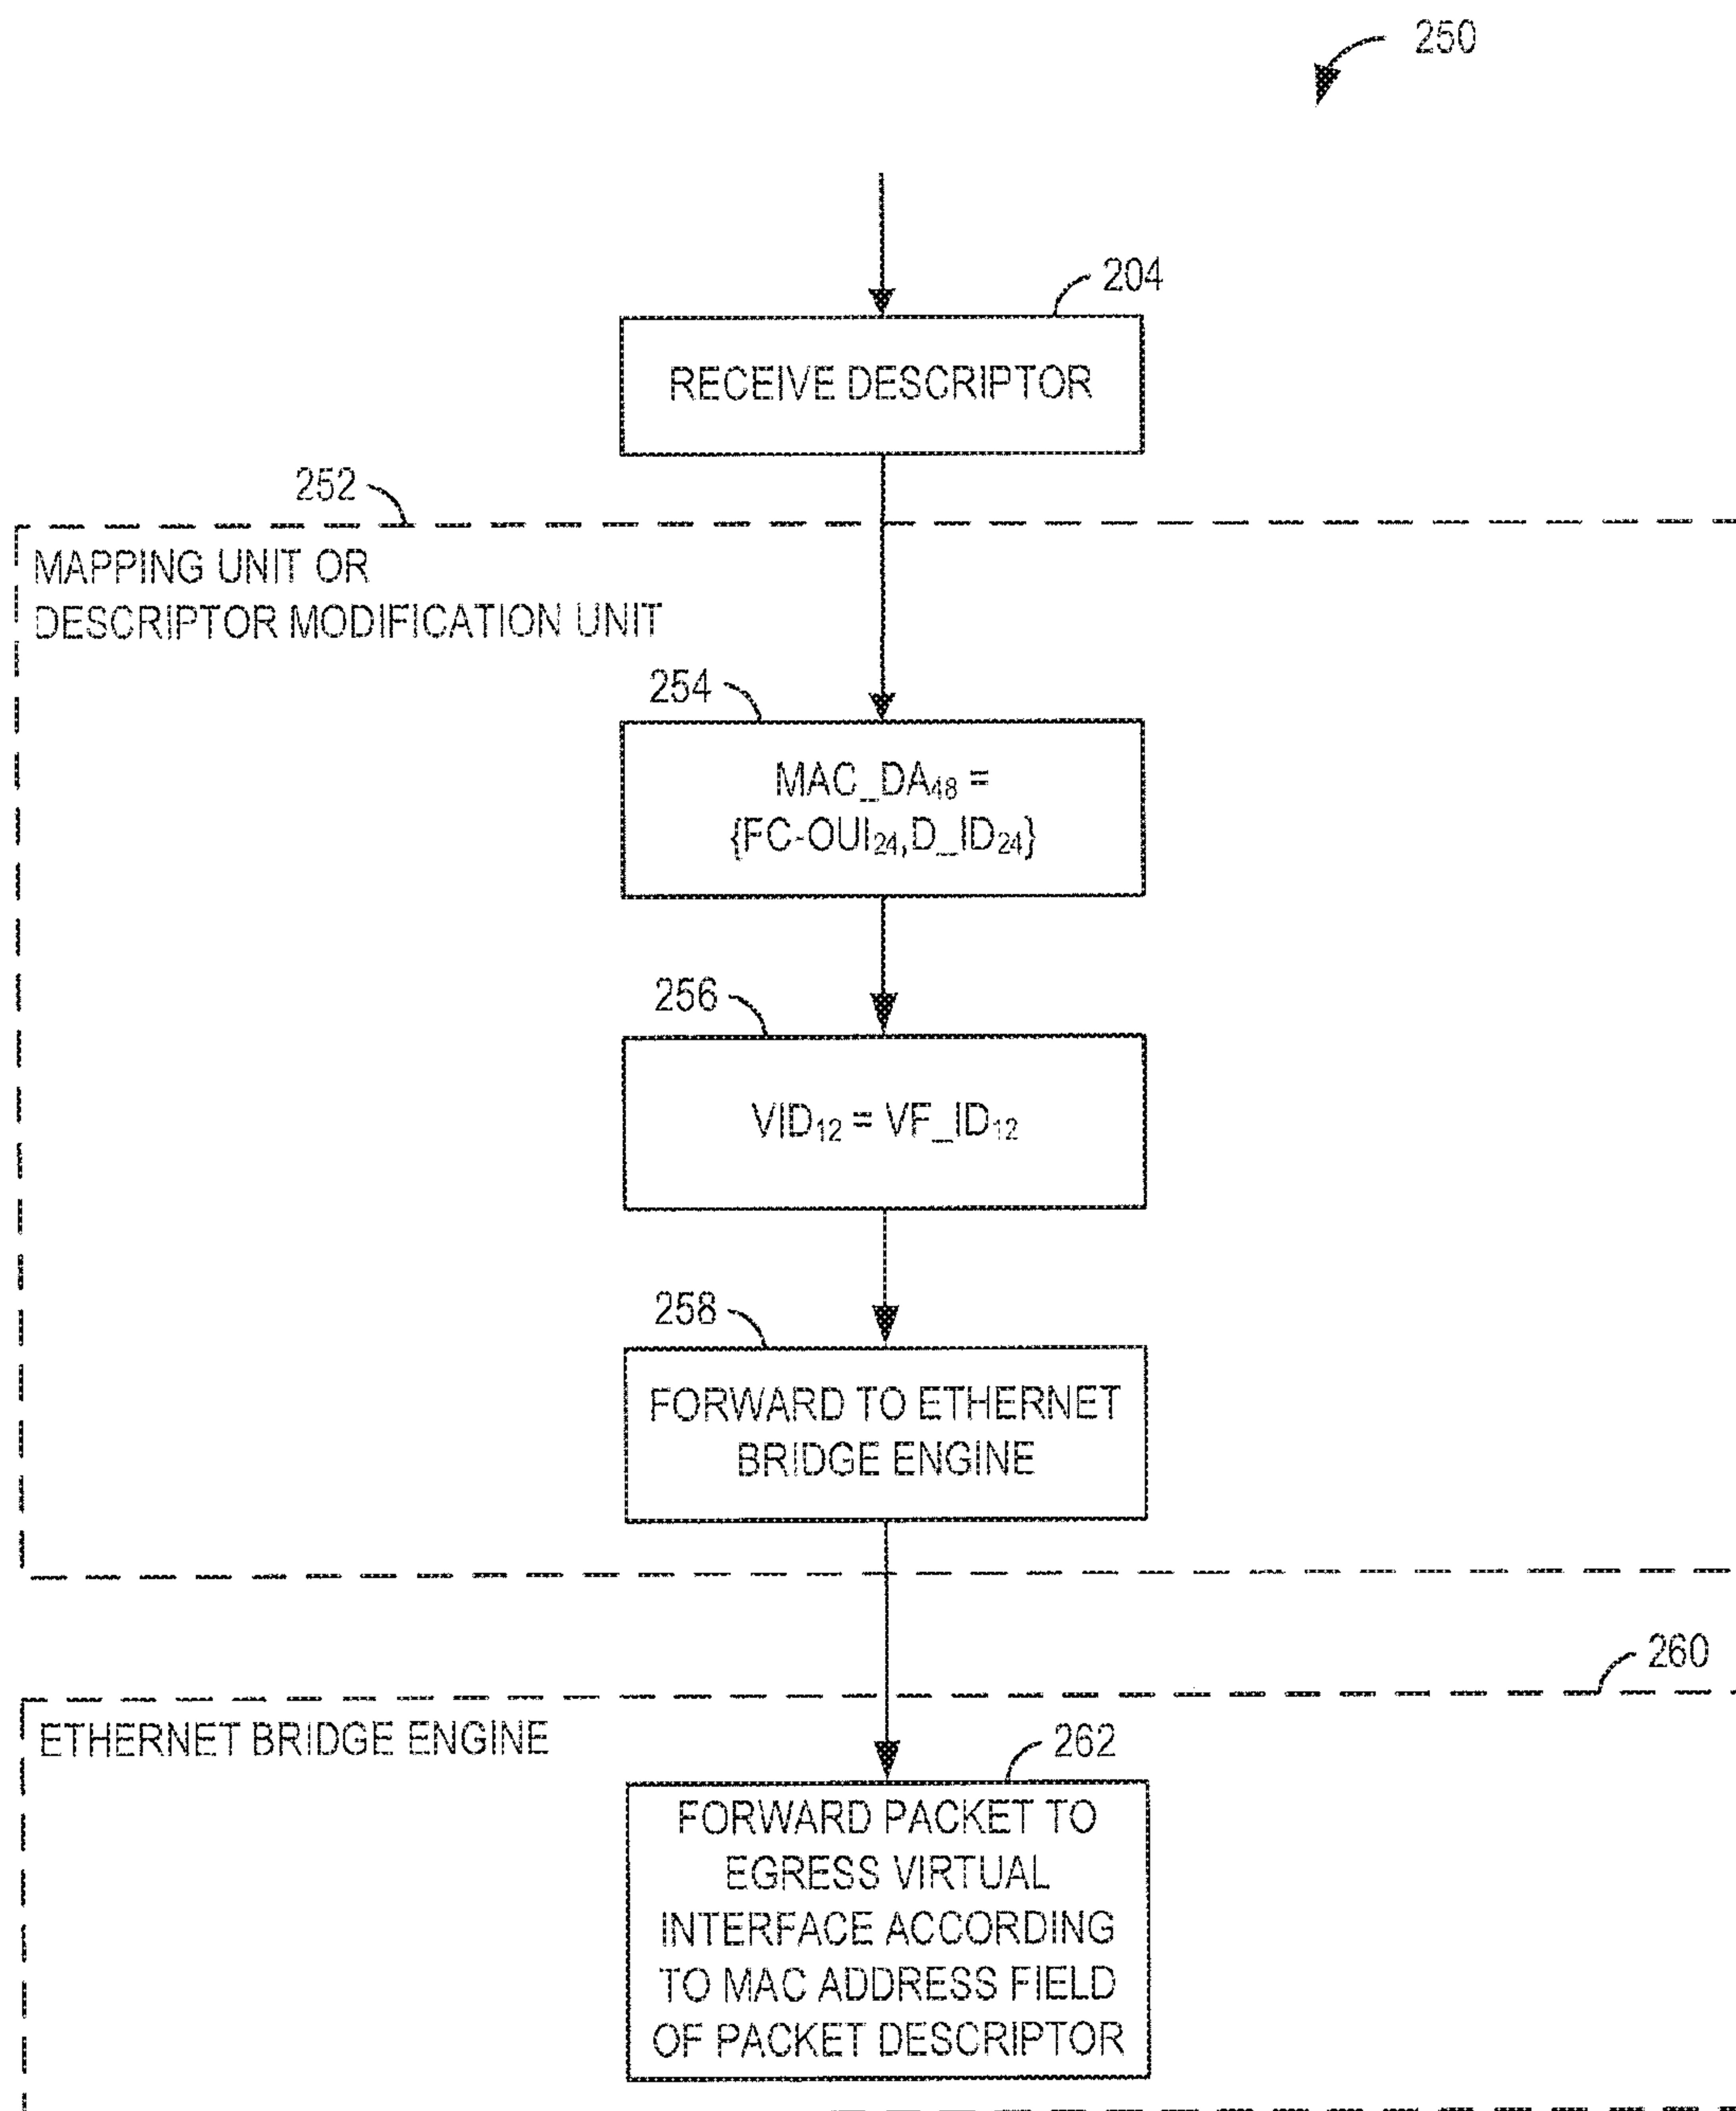 250
204
RECEIVE DESCRIPTOR
252
MAPPING UNIT OR
DESCRIPTOR MODIFICATION UNIT
254
MAC_DA₄₈ =
{FC-OUI₂₄,D_ID₂₄}
256
VID₁₂ = VF_ID₁₂
258
FORWARD TO ETHERNET
BRIDGE ENGINE
260
ETHERNET BRIDGE ENGINE
262
FORWARD PACKET TO
EGRESS VIRTUAL
INTERFACE ACCORDING
TO MAC ADDRESS FIELD
OF PACKET DESCRIPTOR